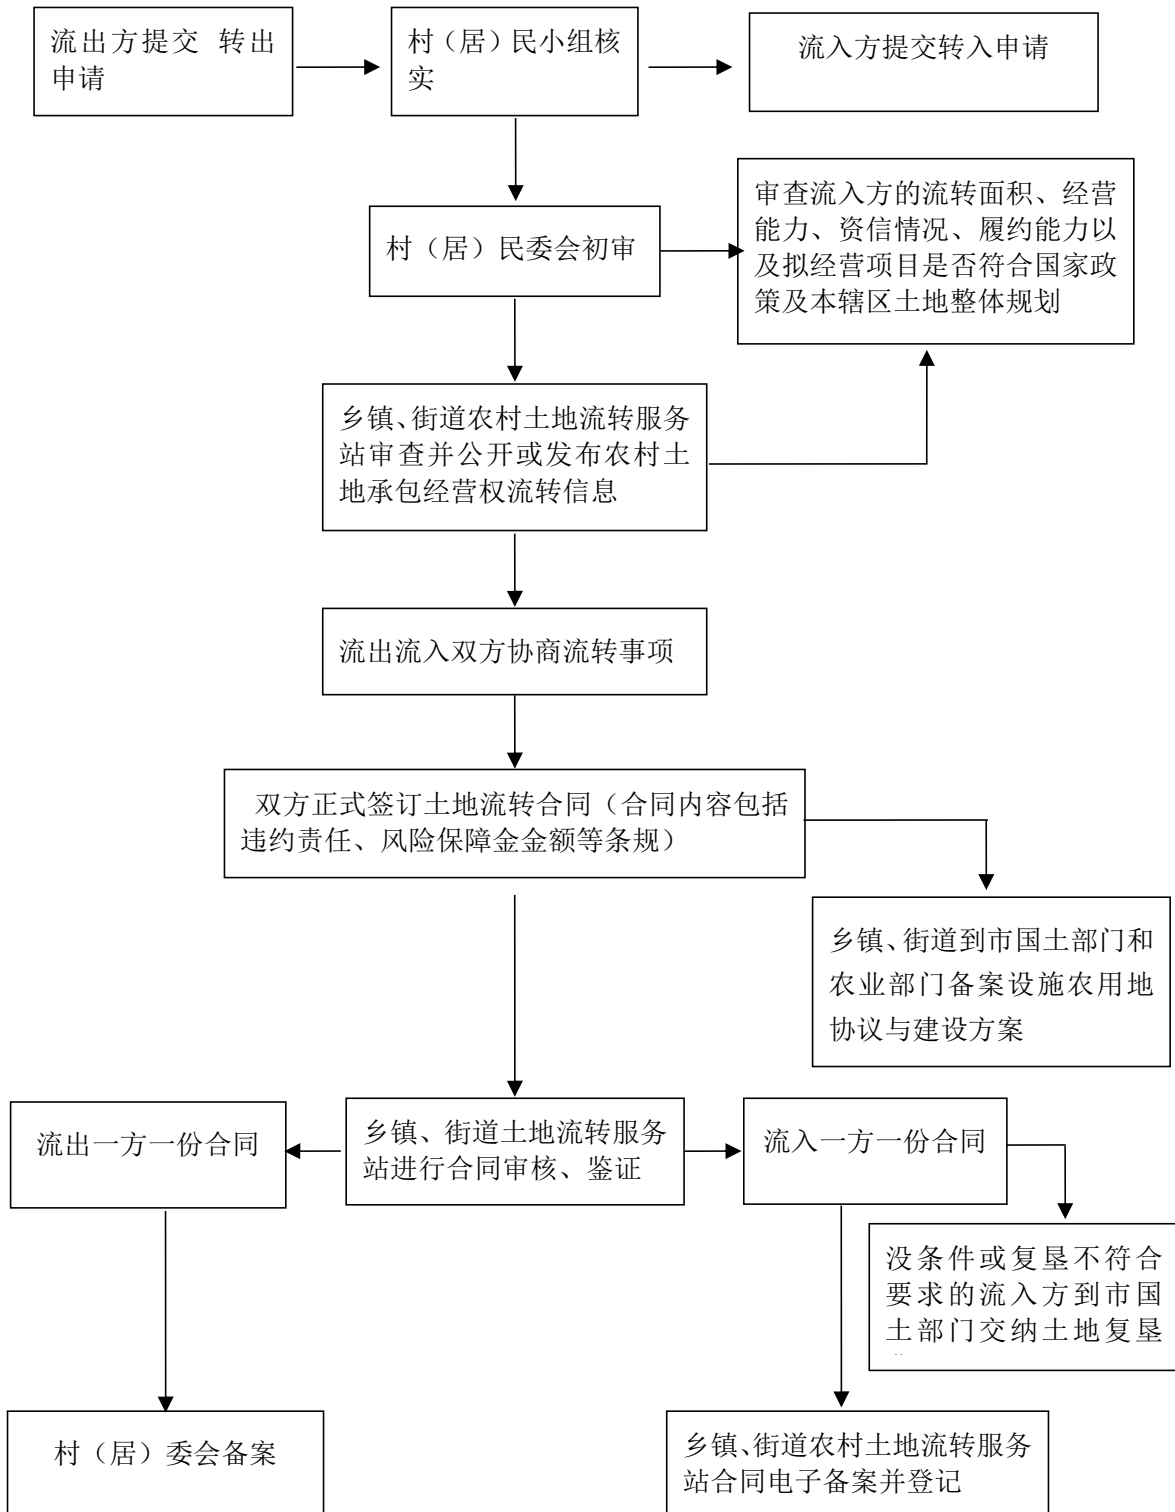 流出方提交 转出
申请
村（居）民小组核
实
流入方提交转入申请
村（居）民委会初审
审查流入方的流转面积、经营
能力、资信情况、履约能力以
及拟经营项目是否符合国家政
策及本辖区土地整体规划
乡镇、街道农村土地流转服务
站审查并公开或发布农村土
地承包经营权流转信息
流出流入双方协商流转事项
双方正式签订土地流转合同（合同内容包括
违约责任、风险保障金金额等条规）
乡镇、街道到市国土部门和
农业部门备案设施农用地
协议与建设方案
流出一方一份合同
乡镇、街道土地流转服务
站进行合同审核、鉴证
流入一方一份合同
没条件或复垦不符合
要求的流入方到市国
土部门交纳土地复垦
村（居）委会备案
乡镇、街道农村土地流转服务
站合同电子备案并登记